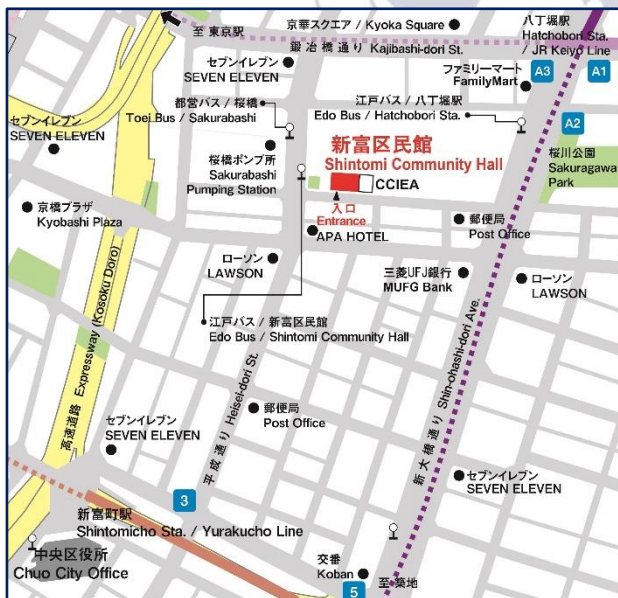 京華スクエア / Kyoka Square
八丁堀駅
Hatchobori Sta.
/ JR Keiyo Line
至 東京駅
鍛冶橋通り Kajibashi-dori St.
セブンイレブン
SEVEN ELEVEN
ファミリーマート
FamilyMart
A3
A1
都営バス / 桜橋
Toei Bus / Sakurabashi
江戸バス / 八丁堀駅
Edo Bus / Hatchobori Sta.
セブンイレブン
SEVEN ELEVEN
A2
桜橋ポンプ所
Sakurabashi
Pumping Station
新富区民館
Shintomi Community Hall
桜川公園
Sakuragawa
Park
CCIEA
入口
Entrance
京橋プラザ
Kyobashi Plaza
郵便局
Post Office
APA HOTEL
ローソン
LAWSON
三菱UFJ銀行
MUFG Bank
ローソン
LAWSON
江戸バス / 新富区民館
Edo Bus / Shintomi Community Hall
高速道路 Expressway (Kosoku Doro)
平成通り Heisei-dori St.
新大橋通り Shin-ohashi-dori Ave.
郵便局
Post Office
セブンイレブン
SEVEN ELEVEN
セブンイレブン
SEVEN ELEVEN
3
新富町駅
Shintomicho Sta. / Yurakucho Line
中央区役所
Chuo City Office
交番
Koban
5
至 築地